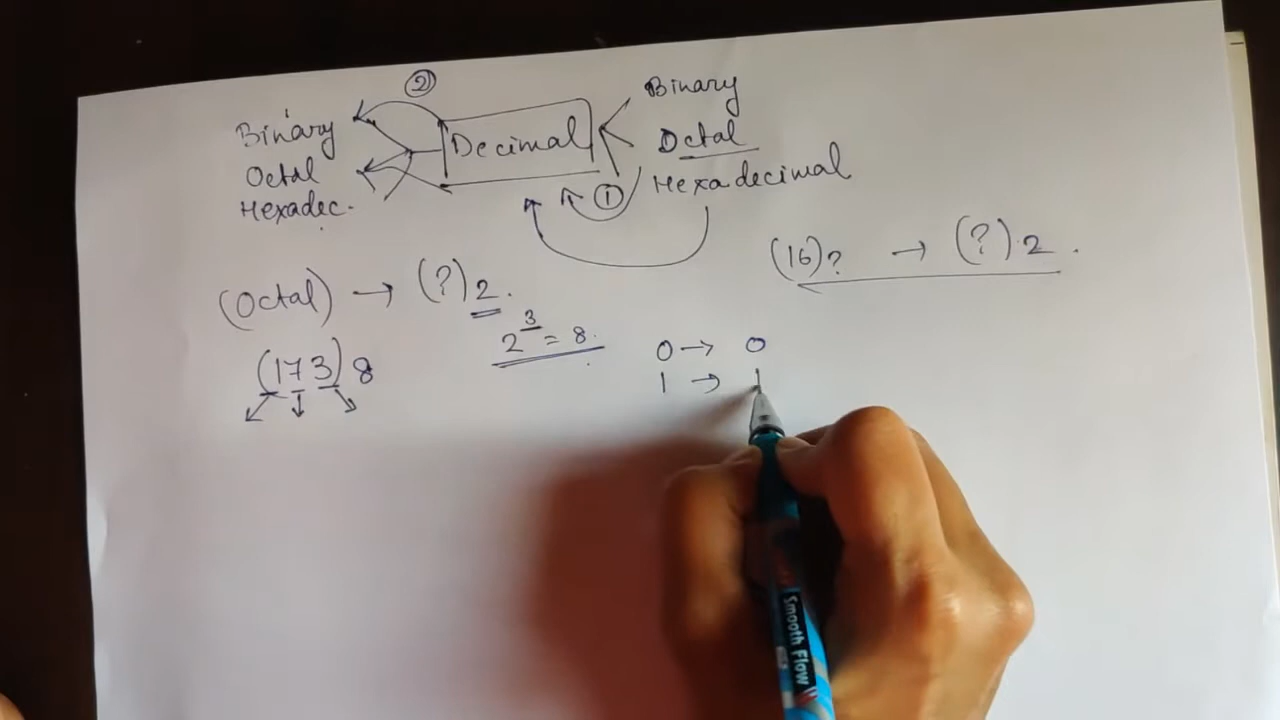 ②
Binary
Octal
Hexadec.
Decimal
Binary
Octal
Hexadecimal
①
(16)? → (?)2.
(Octal) → (?)2.
2^3 = 8.
(173)8
0 → 0
1 → 1
Smooth Flow